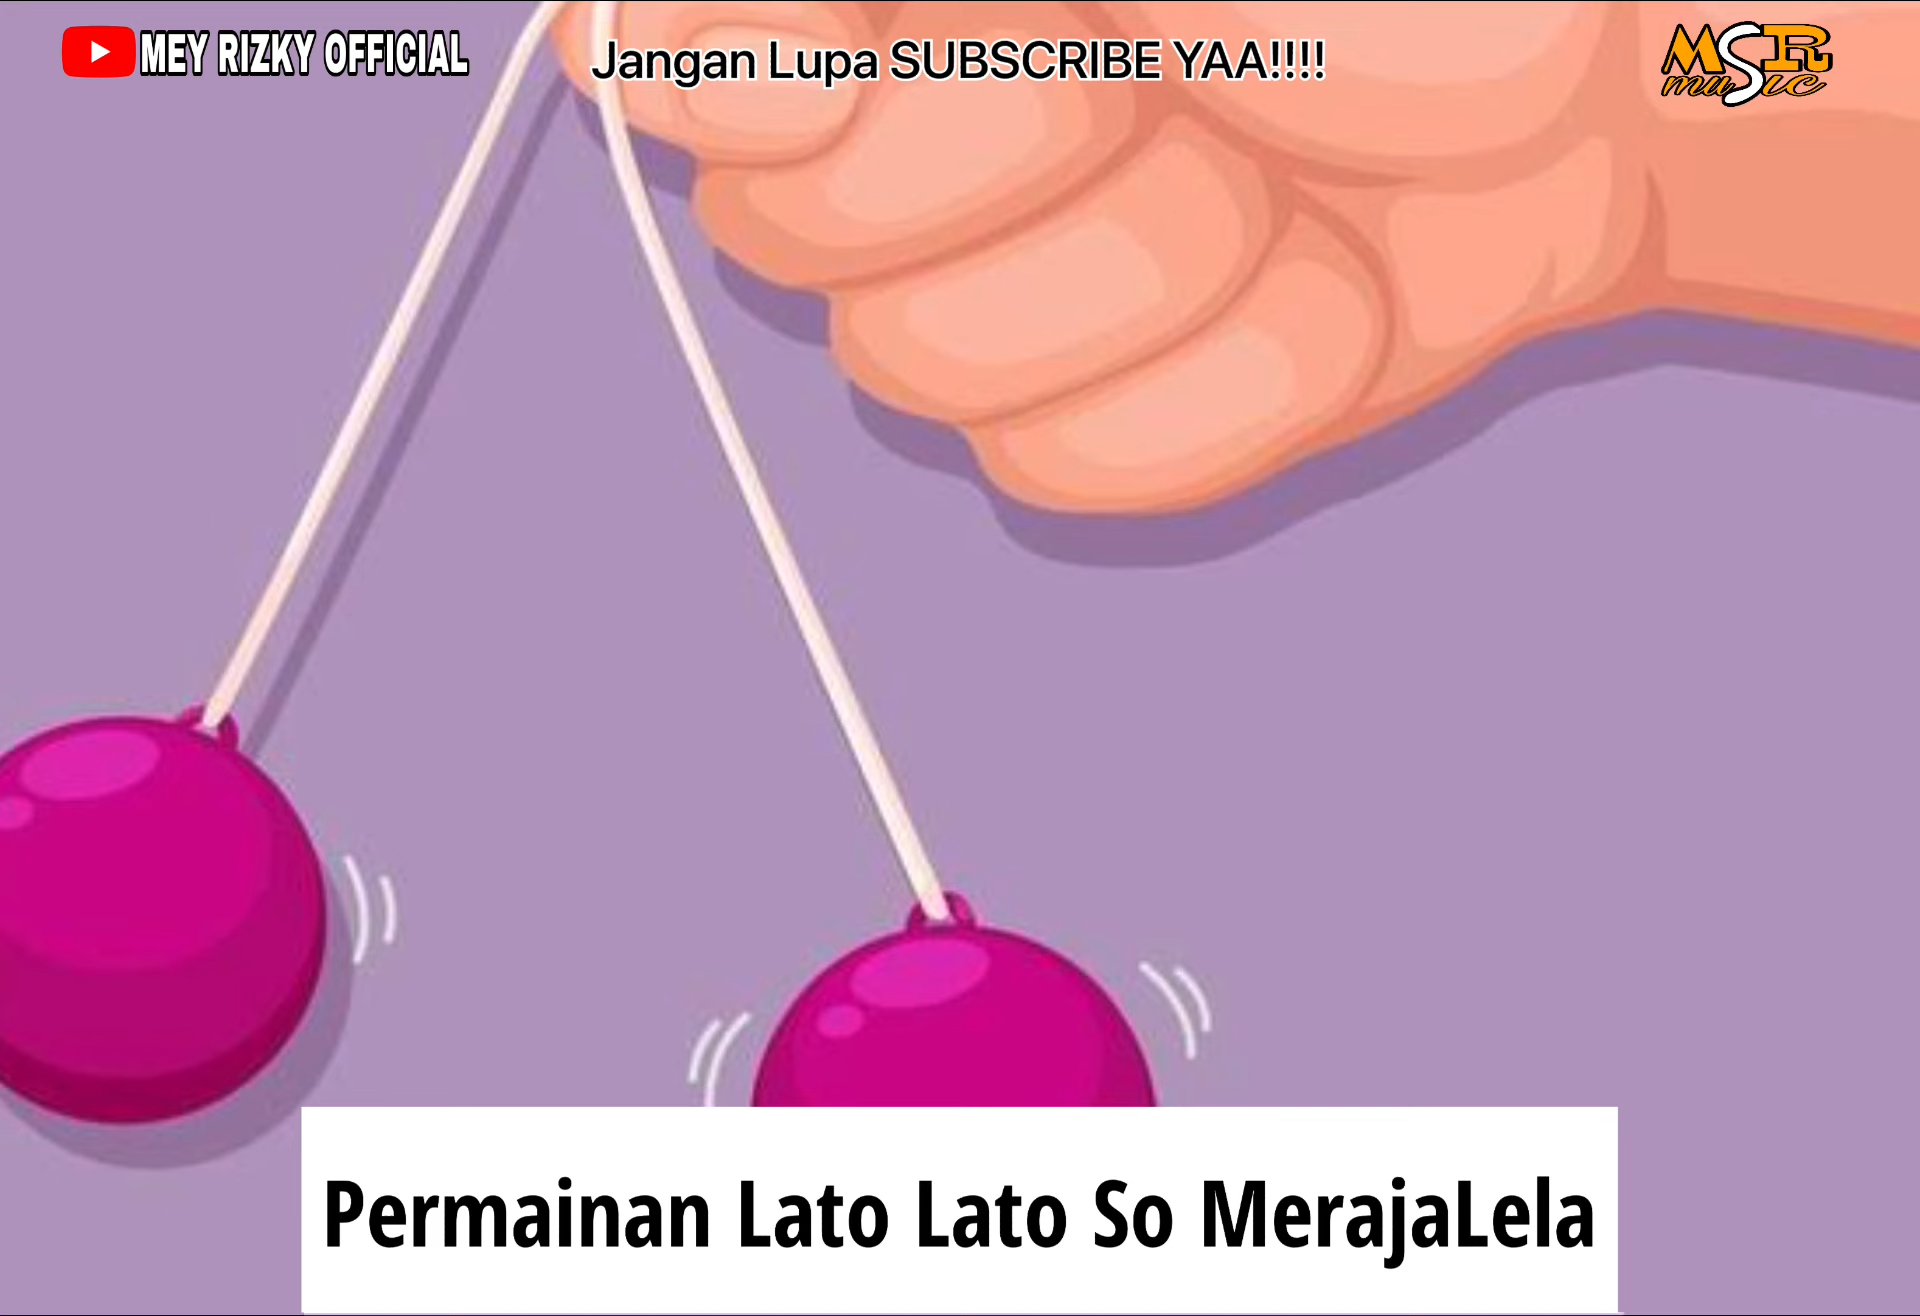 MEY RIZKY OFFICIAL
Jangan Lupa SUBSCRIBE YAA!!!!
MSR
music
Permainan Lato Lato So MerajaLela